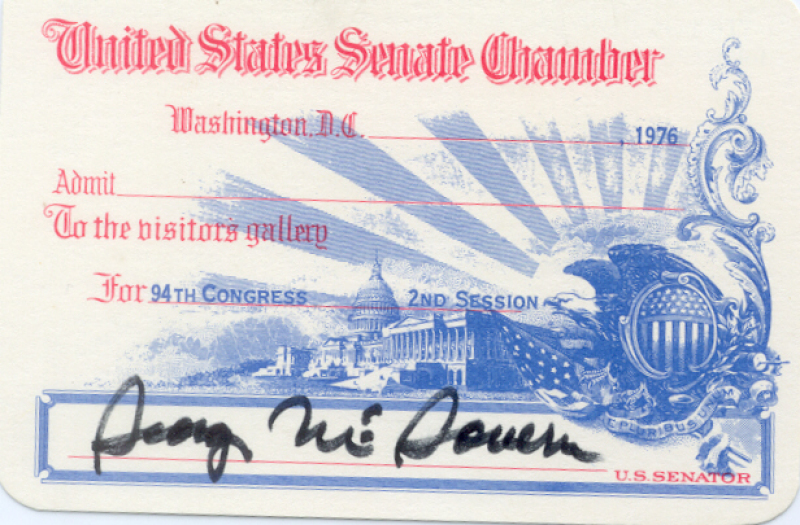 United States Senate Chamber
Washington, D.C. , 1976
Admit
To the visitor's gallery
For 94TH CONGRESS 2ND SESSION
E PLURIBUS UNUM
George McGovern
U.S. SENATOR